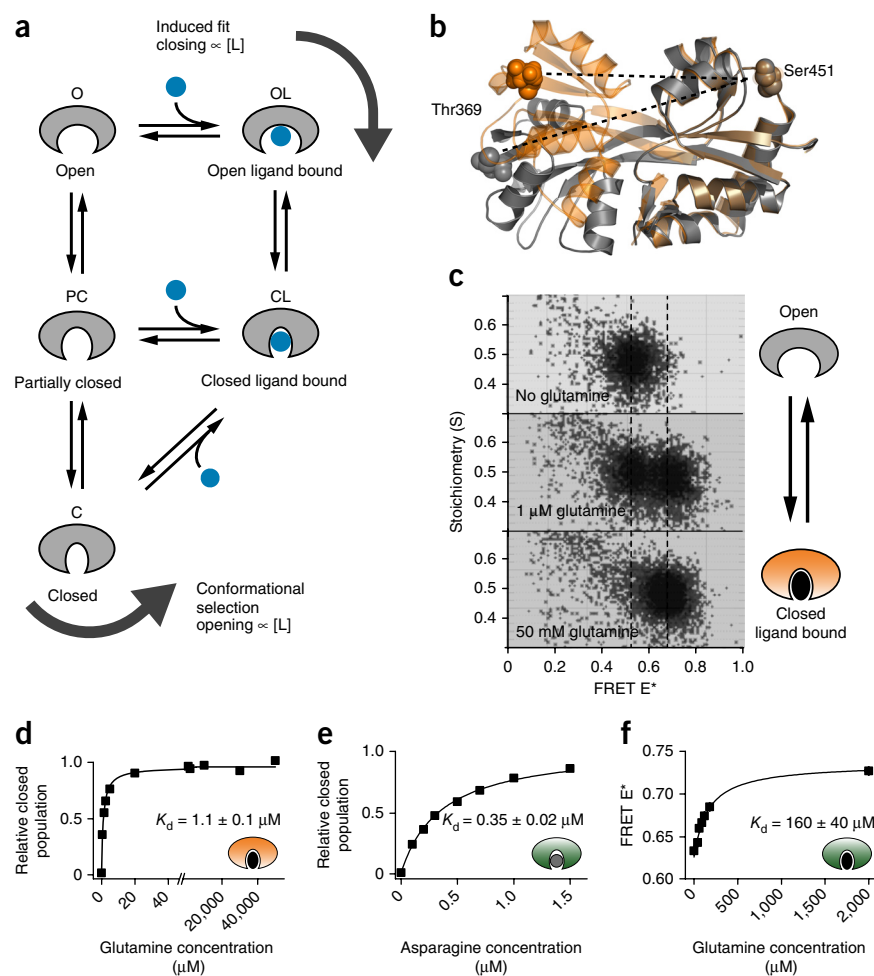 a
Induced fit
closing ∝ [L]
O
OL
Open
Open ligand bound
PC
CL
Partially closed
Closed ligand bound
C
Closed
Conformational
selection
opening ∝ [L]
b
Ser451
Thr369
c
Stoichiometry (S)
0.6
0.5
0.4
No glutamine
0.6
0.5
0.4
1 μM glutamine
0.6
0.5
0.4
50 mM glutamine
0 0.2 0.4 0.6 0.8 1.0
FRET E*
Open
Closed
ligand bound
d
Relative closed
population
1.0
0.5
0
Kd = 1.1 ± 0.1 μM
0 20 40 20,000 40,000
Glutamine concentration
(μM)
e
Relative closed
population
1.0
0.5
0
Kd = 0.35 ± 0.02 μM
0 0.5 1.0 1.5
Asparagine concentration
(μM)
f
FRET E*
0.75
0.70
0.65
0.60
Kd = 160 ± 40 μM
0 500 1,000 1,500 2,000
Glutamine concentration
(μM)